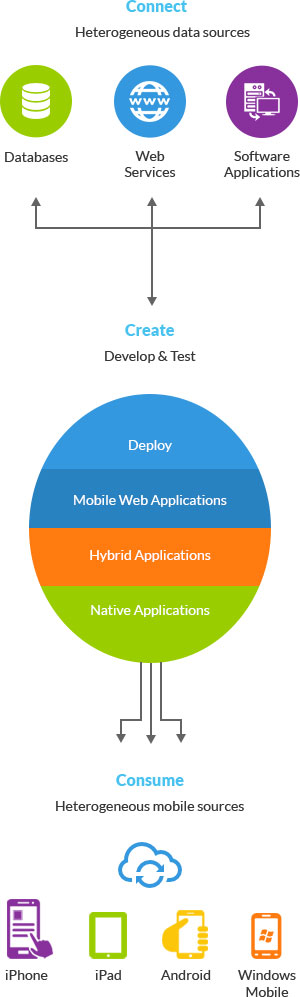 Connect
Heterogeneous data sources
WWW
Databases
Web
Services
Software
Applications
Create
Develop & Test
Deploy
Mobile Web Applications
Hybrid Applications
Native Applications
Consume
Heterogeneous mobile sources
iPhone
iPad
Android
Windows
Mobile